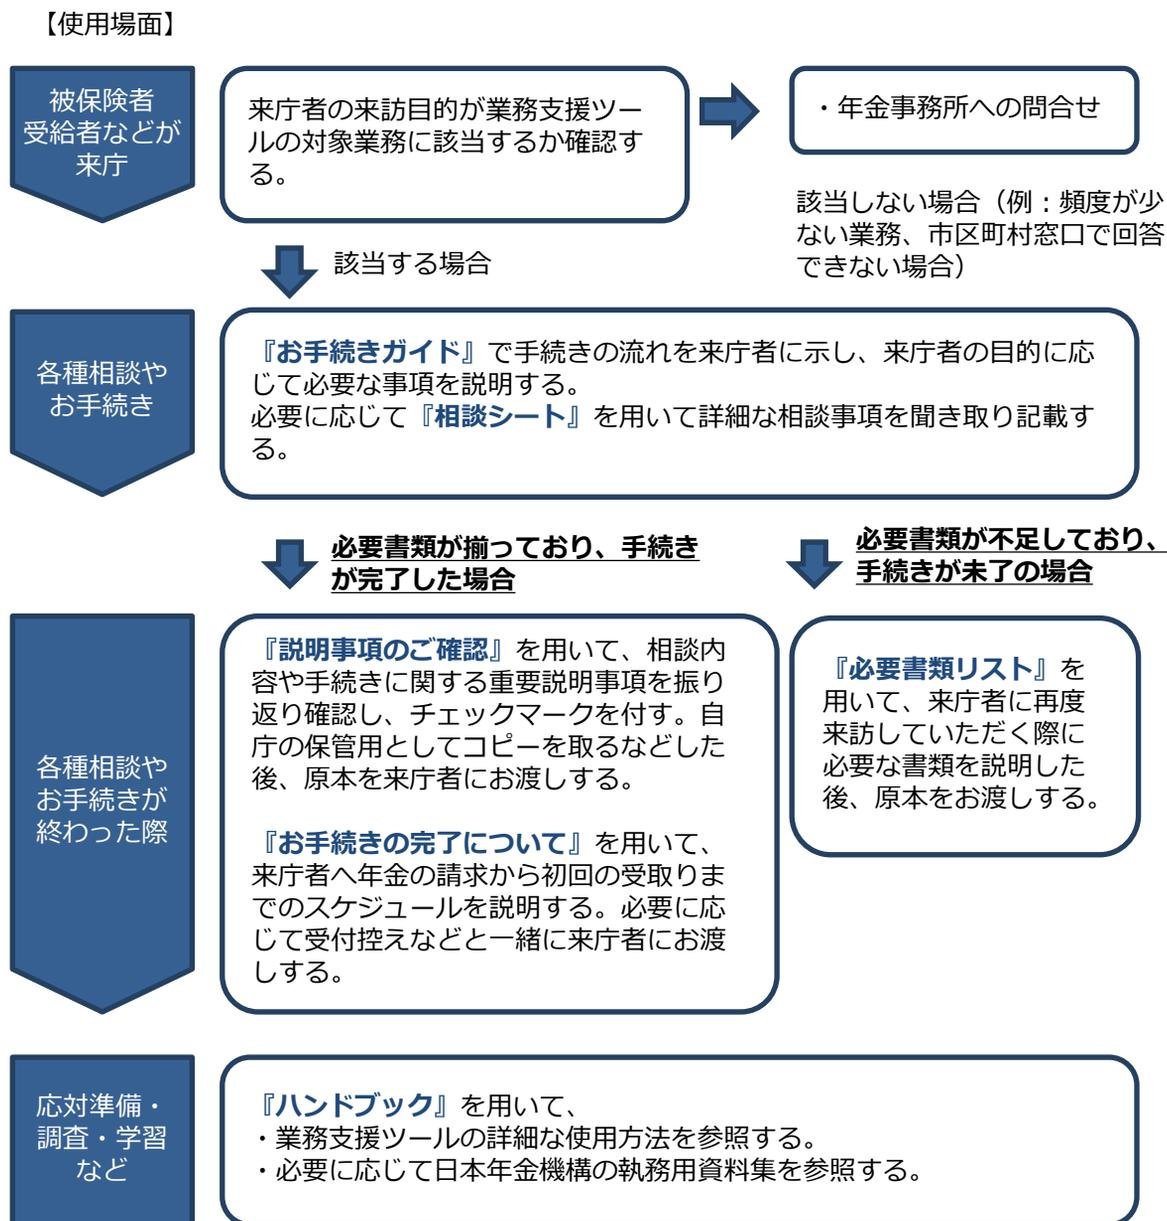 【使用場面】
被保険者
受給者などが
来庁
来庁者の来訪目的が業務支援ツー
ルの対象業務に該当するか確認す
る。
・年金事務所への問合せ
該当しない場合（例：頻度が少
ない業務、市区町村窓口で回答
できない場合）
該当する場合
各種相談や
お手続き
『お手続きガイド』で手続きの流れを来庁者に示し、来庁者の目的に応
じて必要な事項を説明する。
必要に応じて『相談シート』を用いて詳細な相談事項を聞き取り記載す
る。
必要書類が揃っており、手続き
が完了した場合
必要書類が不足しており、
手続きが未了の場合
各種相談や
お手続きが
終わった際
『説明事項のご確認』を用いて、相談内
容や手続きに関する重要説明事項を振り
返り確認し、チェックマークを付す。自
庁の保管用としてコピーを取るなどした
後、原本を来庁者にお渡しする。
『お手続きの完了について』を用いて、
来庁者へ年金の請求から初回の受取りま
でのスケジュールを説明する。必要に応
じて受付控えなどと一緒に来庁者にお渡
しする。
『必要書類リスト』を
用いて、来庁者に再度
来訪していただく際に
必要な書類を説明した
後、原本をお渡しする。
応対準備・
調査・学習
など
『ハンドブック』を用いて、
・業務支援ツールの詳細な使用方法を参照する。
・必要に応じて日本年金機構の執務用資料集を参照する。